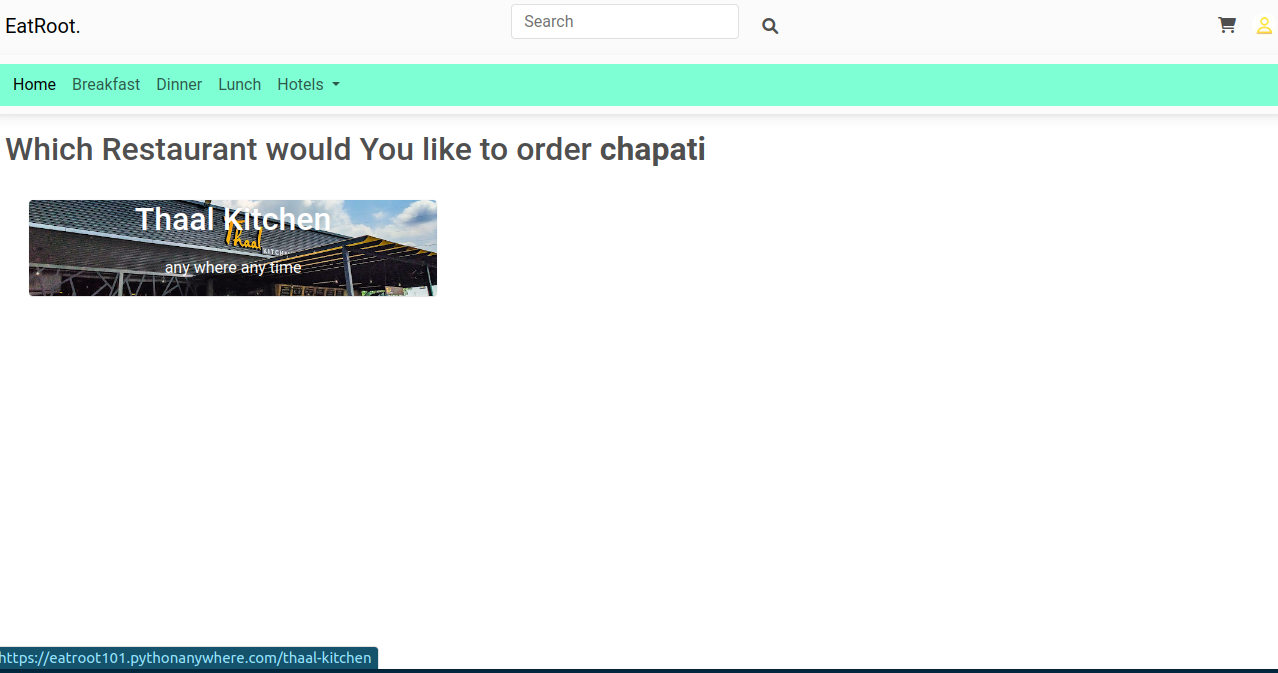 EatRoot.
Search
Home Breakfast Dinner Lunch Hotels
Which Restaurant would You like to order chapati
Thaal Kitchen
Thaal
KITCHEN
any where any time
https://eatroot101.pythonanywhere.com/thaal-kitchen